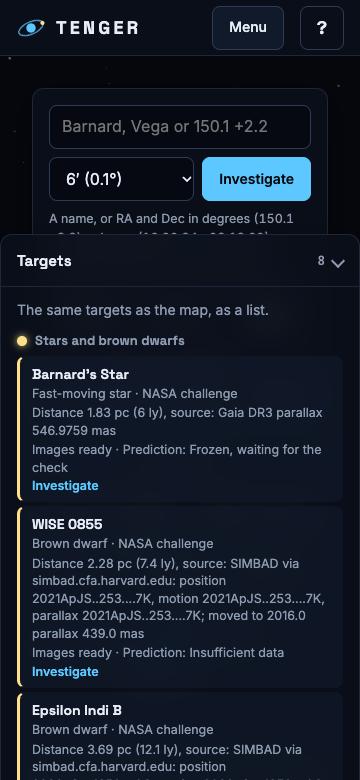 TENGER
Menu
?
Barnard, Vega or 150.1 +2.2
6′ (0.1°)
Investigate
A name, or RA and Dec in degrees (150.1
Targets
8
The same targets as the map, as a list.
Stars and brown dwarfs
Barnard's Star
Fast-moving star · NASA challenge
Distance 1.83 pc (6 ly), source: Gaia DR3 parallax
546.9759 mas
Images ready · Prediction: Frozen, waiting for the
check
Investigate
WISE 0855
Brown dwarf · NASA challenge
Distance 2.28 pc (7.4 ly), source: SIMBAD via
simbad.cfa.harvard.edu: position
2021ApJS..253....7K, motion 2021ApJS..253....7K,
parallax 2021ApJS..253....7K; moved to 2016.0
parallax 439.0 mas
Images ready · Prediction: Insufficient data
Investigate
Epsilon Indi B
Brown dwarf · NASA challenge
Distance 3.69 pc (12.1 ly), source: SIMBAD via